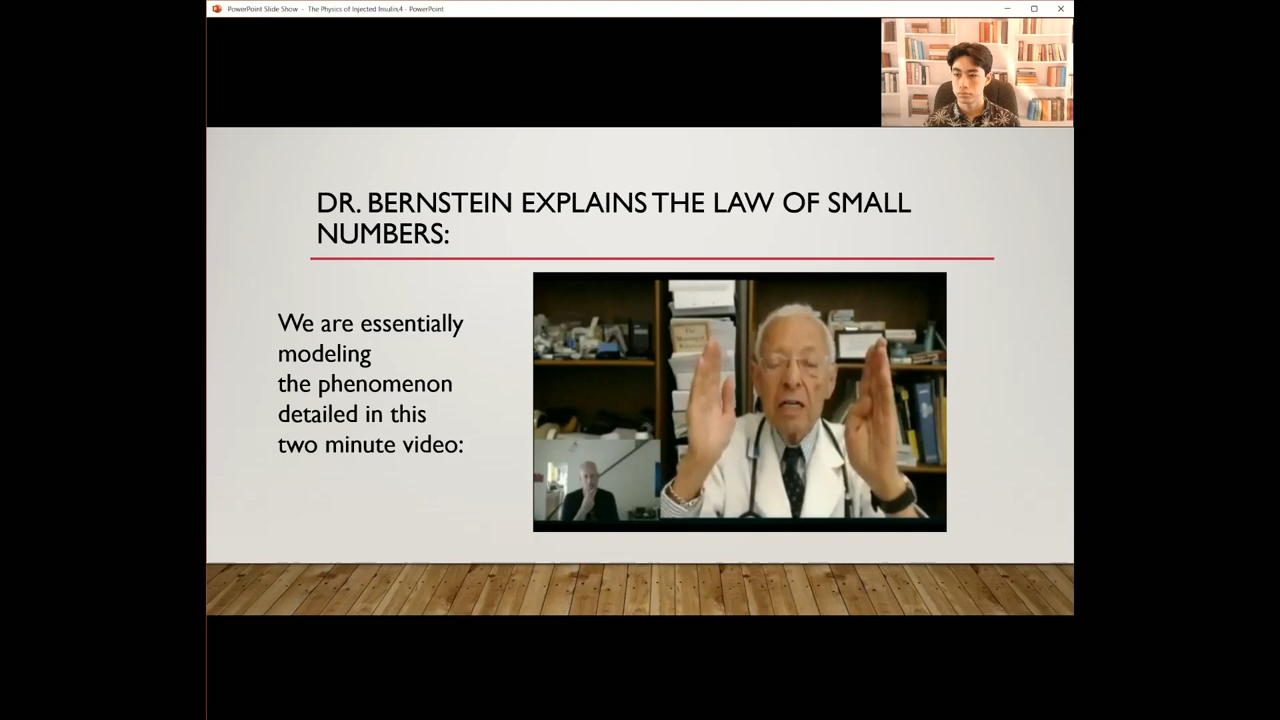 PowerPoint Slide Show - The Physics of Injected Insulin,4 - PowerPoint
DR. BERNSTEIN EXPLAINS THE LAW OF SMALL
NUMBERS:
We are essentially
modeling
the phenomenon
detailed in this
two minute video: